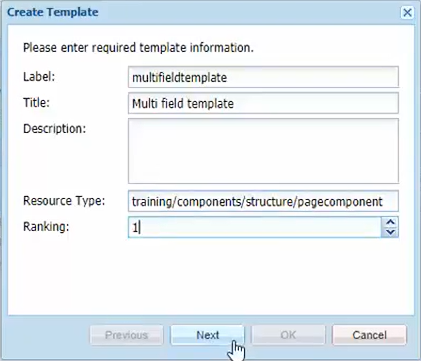 Create Template
Please enter required template information.
Label: multifieldtemplate
Title: Multi field template
Description:
Resource Type: training/components/structure/pagecomponent
Ranking: 1
Previous Next OK Cancel